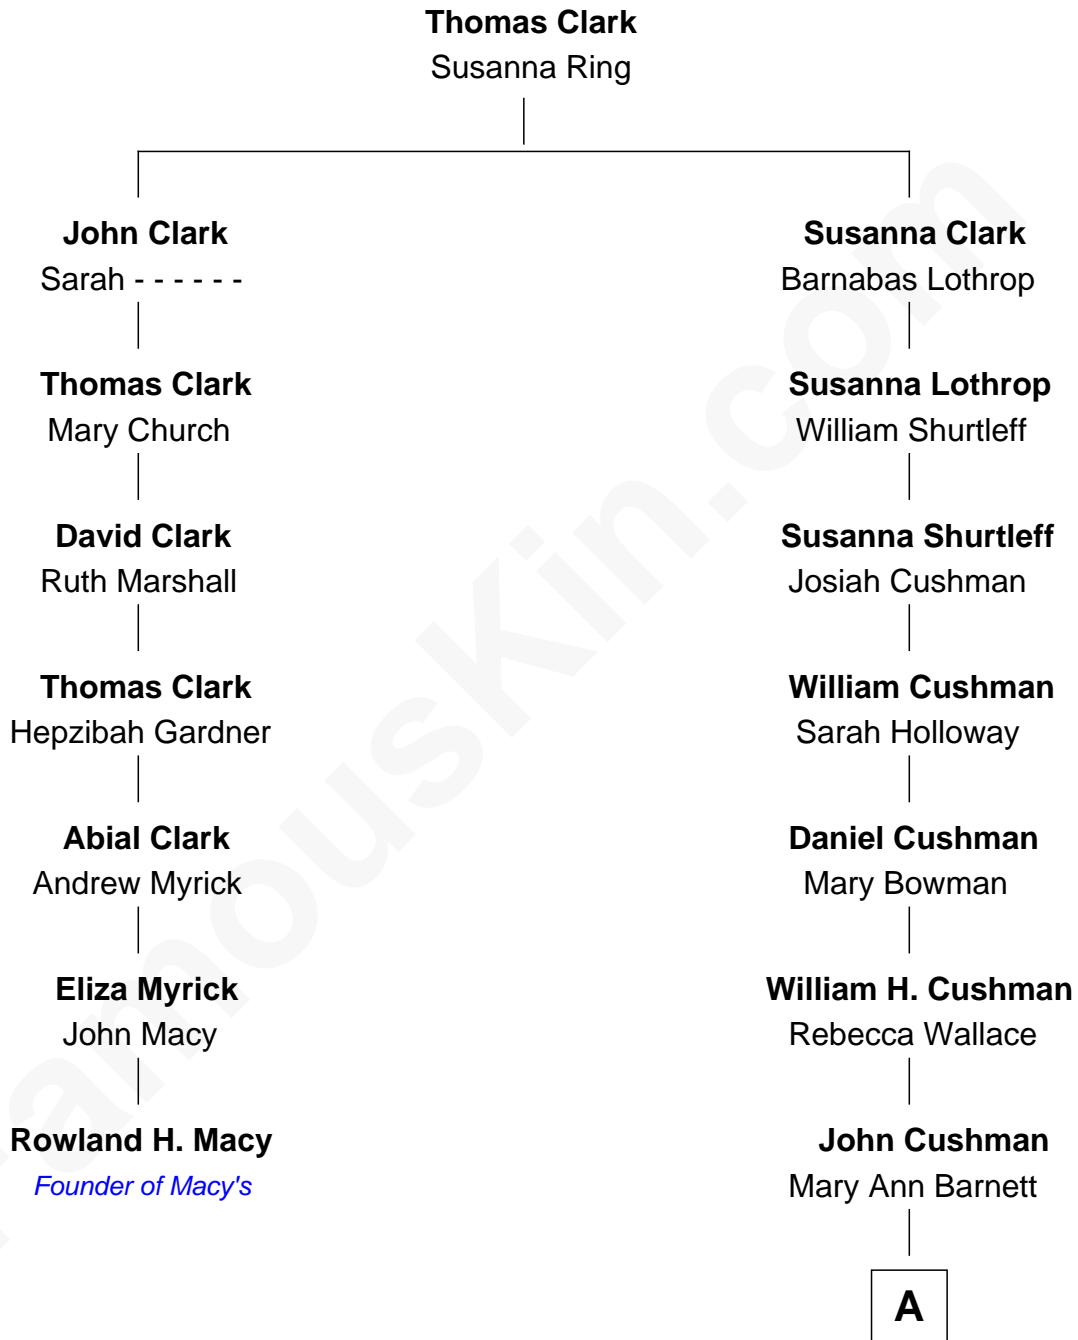 Thomas Clark
Susanna Ring
John Clark
Sarah - - - - - -
Thomas Clark
Mary Church
David Clark
Ruth Marshall
Thomas Clark
Hepzibah Gardner
Abial Clark
Andrew Myrick
Eliza Myrick
John Macy
Rowland H. Macy
Founder of Macy's
Susanna Clark
Barnabas Lothrop
Susanna Lothrop
William Shurtleff
Susanna Shurtleff
Josiah Cushman
William Cushman
Sarah Holloway
Daniel Cushman
Mary Bowman
William H. Cushman
Rebecca Wallace
John Cushman
Mary Ann Barnett
A
FamousKin.com